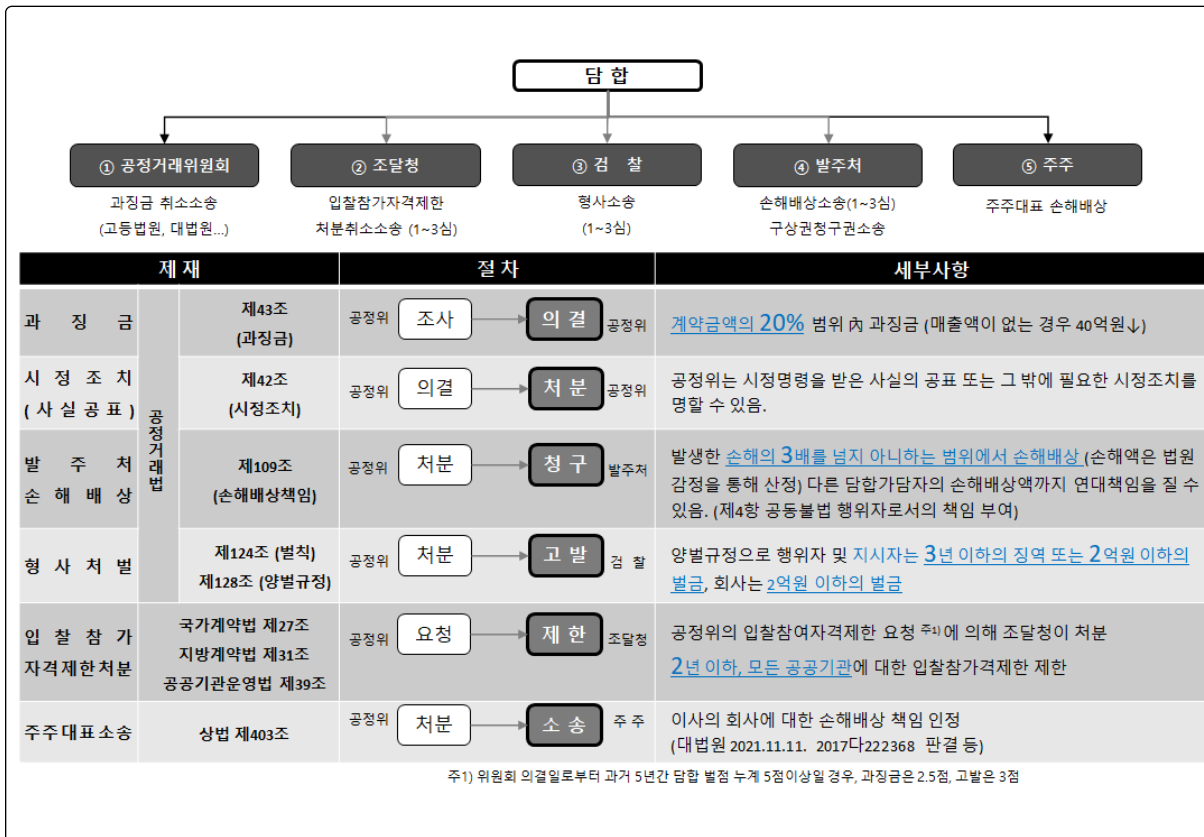 담 합
① 공정거래위원회
② 조달청
③ 검 찰
④ 발주처
⑤ 주주
과징금 취소소송
(고등법원, 대법원...)
입찰참가자격제한
처분취소소송 (1~3심)
형사소송
(1~3심)
손해배상소송(1~3심)
구상권청구권소송
주주대표 손해배상
제 재
절 차
세부사항
공정거래법
과 징 금
제43조
(과징금)
공정위 조사 의 결 공정위
계약금액의 20% 범위 內 과징금 (매출액이 없는 경우 40억원↓)
시 정 조 치
( 사 실 공 표 )
제42조
(시정조치)
공정위 의결 처 분 공정위
공정위는 시정명령을 받은 사실의 공표 또는 그 밖에 필요한 시정조치를
명할 수 있음.
발 주 처
손 해 배 상
제109조
(손해배상책임)
공정위 처분 청 구 발주처
발생한 손해의 3배를 넘지 아니하는 범위에서 손해배상 (손해액은 법원
감정을 통해 산정) 다른 담합가담자의 손해배상액까지 연대책임을 질 수
있음. (제4항 공동불법 행위자로서의 책임 부여)
형 사 처 벌
제124조 (벌칙)
제128조 (양벌규정)
공정위 처분 고 발 검 찰
양벌규정으로 행위자 및 지시자는 3년 이하의 징역 또는 2억원 이하의
벌금, 회사는 2억원 이하의 벌금
입 찰 참 가
자격제한처분
국가계약법 제27조
지방계약법 제31조
공공기관운영법 제39조
공정위 요청 제 한 조달청
공정위의 입찰참여자격제한 요청 주1) 에 의해 조달청이 처분
2년 이하, 모든 공공기관에 대한 입찰참가격제한 제한
주주대표소송
상법 제403조
공정위 처분 소 송 주 주
이사의 회사에 대한 손해배상 책임 인정
(대법원 2021.11.11. 2017다222368 판결 등)
주1) 위원회 의결일로부터 과거 5년간 담합 벌점 누계 5점이상일 경우, 과징금은 2.5점, 고발은 3점